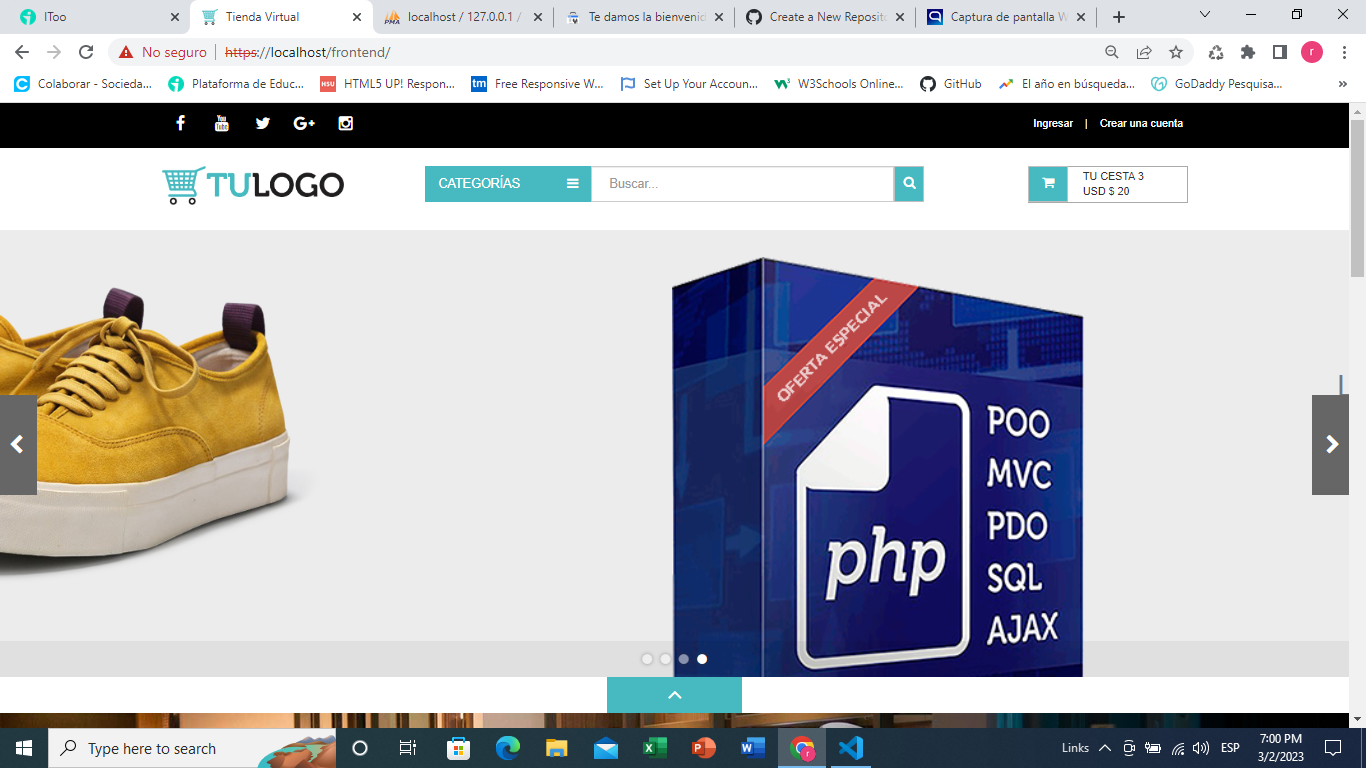 IToo
Tienda Virtual
localhost / 127.0.0.1 /
Te damos la bienvenid
Create a New Reposito
Captura de pantalla W
No seguro
https://localhost/frontend/
r
Colaborar - Socieda...
Plataforma de Educ...
HTML5 UP! Respon...
Free Responsive W...
Set Up Your Accoun...
W3Schools Online...
GitHub
El año en búsqueda...
GoDaddy Pesquisa...
Ingresar | Crear una cuenta
TULOGO
CATEGORÍAS
Buscar...
TU CESTA 3
USD $ 20
OFERTA ESPECIAL
php
POO
MVC
PDO
SQL
AJAX
Type here to search
Links
ESP
7:00 PM
3/2/2023